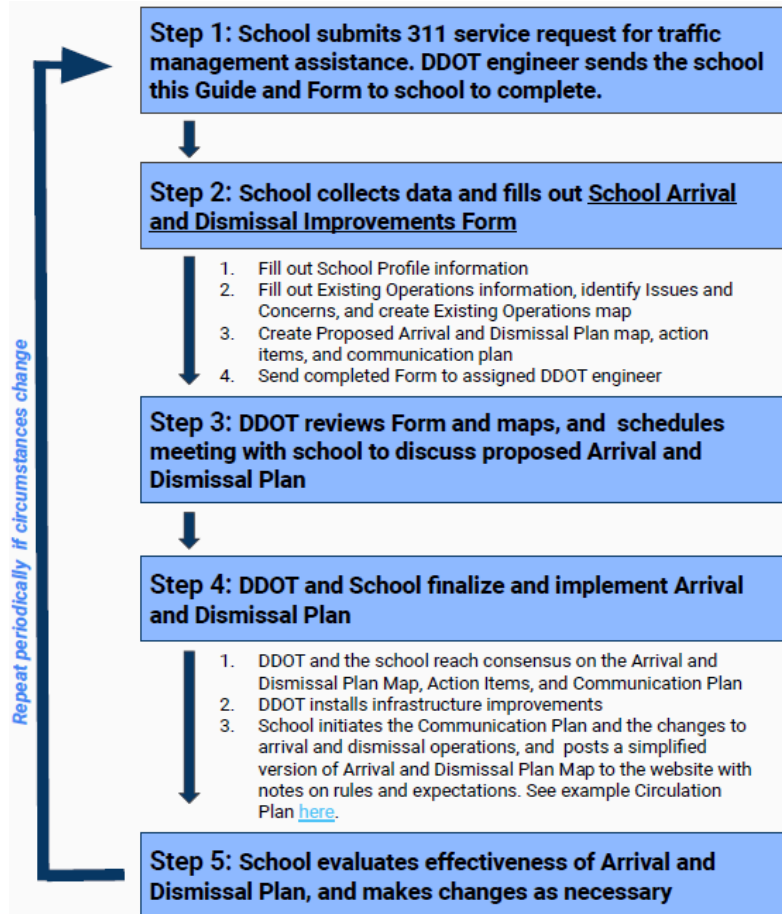 Step 1: School submits 311 service request for traffic
management assistance. DDOT engineer sends the school
this Guide and Form to school to complete.
Step 2: School collects data and fills out School Arrival
and Dismissal Improvements Form
1. Fill out School Profile information
2. Fill out Existing Operations information, identify Issues and
Concerns, and create Existing Operations map
3. Create Proposed Arrival and Dismissal Plan map, action
items, and communication plan
4. Send completed Form to assigned DDOT engineer
Step 3: DDOT reviews Form and maps, and schedules
meeting with school to discuss proposed Arrival and
Dismissal Plan
Step 4: DDOT and School finalize and implement Arrival
and Dismissal Plan
1. DDOT and the school reach consensus on the Arrival and
Dismissal Plan Map, Action Items, and Communication Plan
2. DDOT installs infrastructure improvements
3. School initiates the Communication Plan and the changes to
arrival and dismissal operations, and posts a simplified
version of Arrival and Dismissal Plan Map to the website with
notes on rules and expectations. See example Circulation
Plan here.
Step 5: School evaluates effectiveness of Arrival and
Dismissal Plan, and makes changes as necessary
Repeat periodically if circumstances change